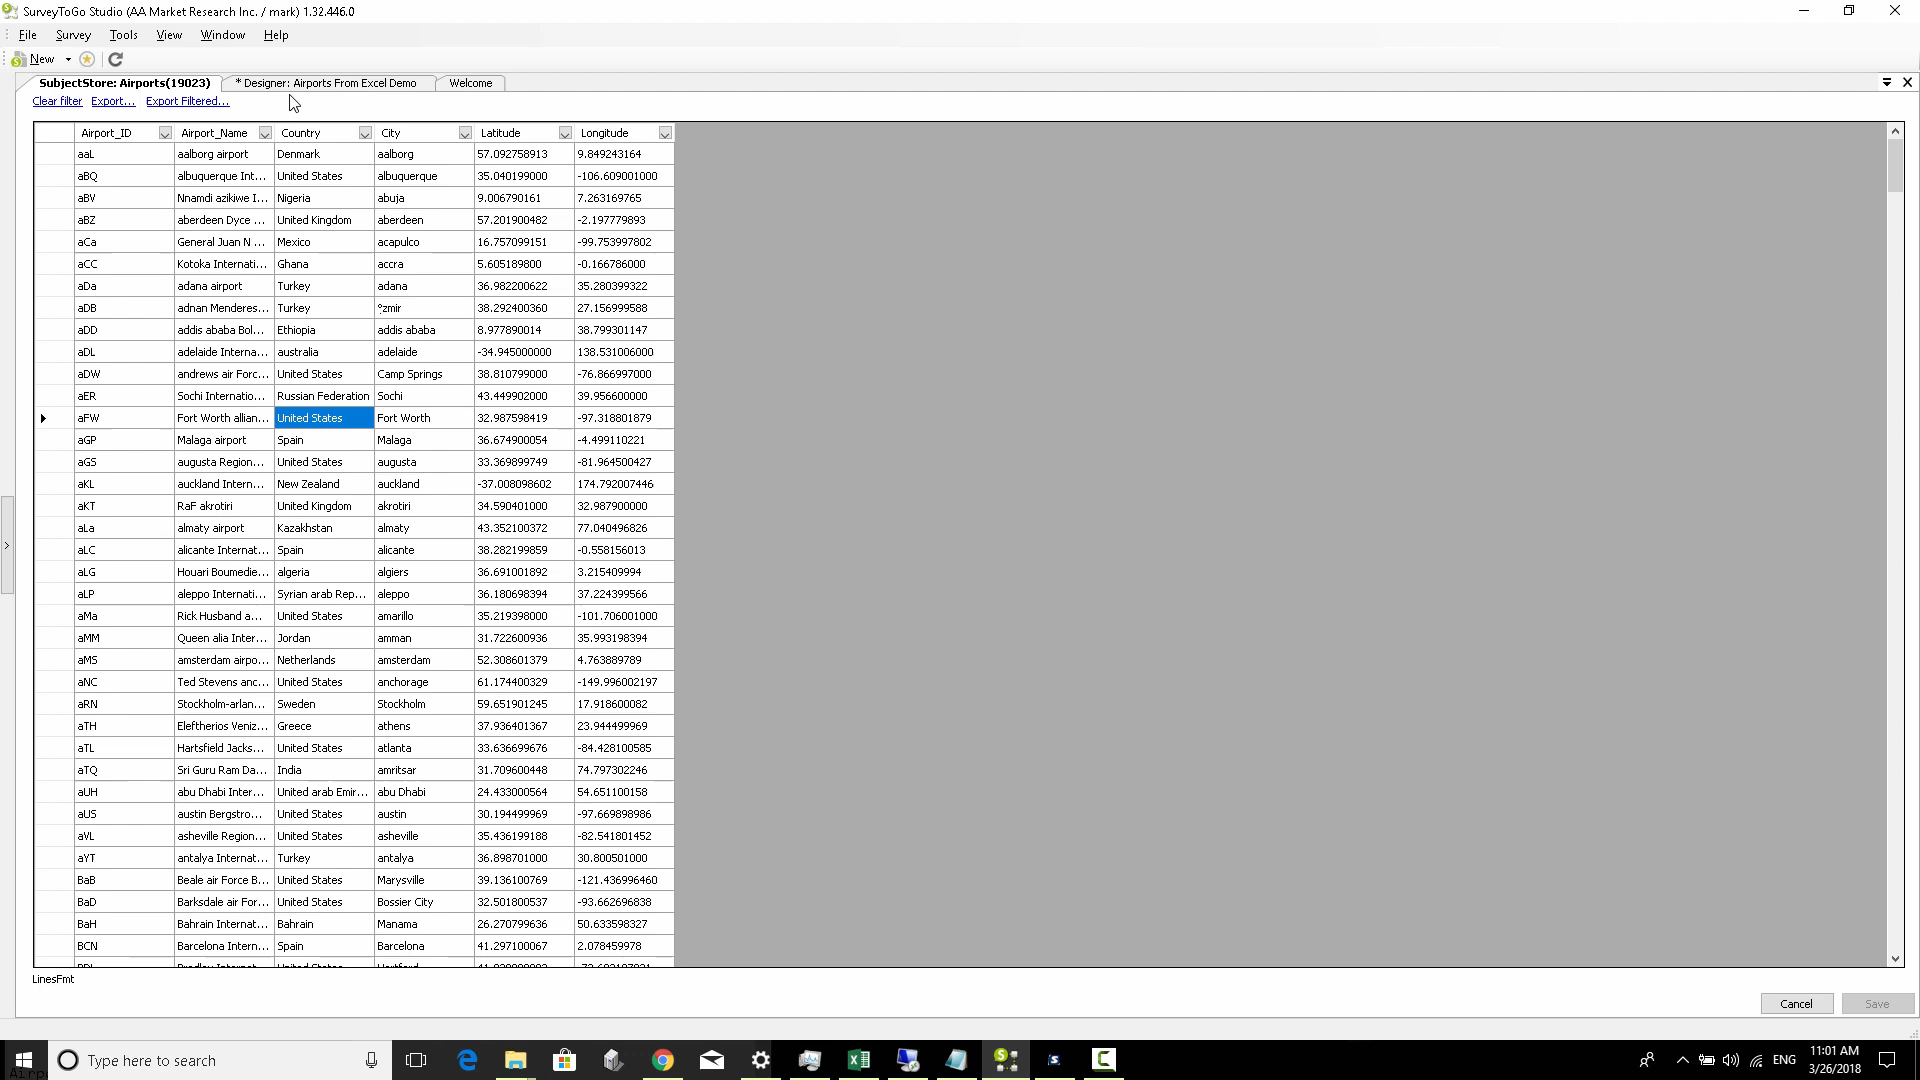 SurveyToGo Studio (AA Market Research Inc. / mark) 1.32.446.0
File Survey Tools View Window Help
New
SubjectStore: Airports(19023) * Designer: Airports From Excel Demo Welcome
Clear filter Export... Export Filtered...
Airport_ID Airport_Name Country City Latitude Longitude
aaL aalborg airport Denmark aalborg 57.092758913 9.849243164
aBQ albuquerque Int... United States albuquerque 35.040199000 -106.609001000
aBV Nnamdi azikiwe I... Nigeria abuja 9.006790161 7.263169765
aBZ aberdeen Dyce ... United Kingdom aberdeen 57.201900482 -2.197779893
aCa General Juan N ... Mexico acapulco 16.757099151 -99.753997802
aCC Kotoka Internati... Ghana accra 5.605189800 -0.166786000
aDa adana airport Turkey adana 36.982200622 35.280399322
aDB adnan Menderes... Turkey °zmir 38.292400360 27.156999588
aDD addis ababa Bol... Ethiopia addis ababa 8.977890014 38.799301147
aDL adelaide Interna... australia adelaide -34.945000000 138.531006000
aDW andrews air Forc... United States Camp Springs 38.810799000 -76.866997000
aER Sochi Internatio... Russian Federation Sochi 43.449902000 39.956600000
aFW Fort Worth allian... United States Fort Worth 32.987598419 -97.318801879
aGP Malaga airport Spain Malaga 36.674900054 -4.499110221
aGS augusta Region... United States augusta 33.369899749 -81.964500427
aKL auckland Intern... New Zealand auckland -37.008098602 174.792007446
aKT RaF akrotiri United Kingdom akrotiri 34.590401000 32.987900000
aLa almaty airport Kazakhstan almaty 43.352100372 77.040496826
aLC alicante Internat... Spain alicante 38.282199859 -0.558156013
aLG Houari Boumedie... algeria algiers 36.691001892 3.215409994
aLP aleppo Internati... Syrian arab Rep... aleppo 36.180698394 37.224399566
aMa Rick Husband a... United States amarillo 35.219398000 -101.706001000
aMM Queen alia Inter... Jordan amman 31.722600936 35.993198394
aMS amsterdam airpo... Netherlands amsterdam 52.308601379 4.763889789
aNC Ted Stevens anc... United States anchorage 61.174400329 -149.996002197
aRN Stockholm-arlan... Sweden Stockholm 59.651901245 17.918600082
aTH Eleftherios Veniz... Greece athens 37.936401367 23.944499969
aTL Hartsfield Jacks... United States atlanta 33.636699676 -84.428100585
aTQ Sri Guru Ram Da... India amritsar 31.709600448 74.797302246
aUH abu Dhabi Inter... United arab Emir... abu Dhabi 24.433000564 54.651100158
aUS austin Bergstro... United States austin 30.194499969 -97.669898986
aVL asheville Region... United States asheville 35.436199188 -82.541801452
aYT antalya Internat... Turkey antalya 36.898701000 30.800501000
BaB Beale air Force B... United States Marysville 39.136100769 -121.436996460
BaD Barksdale air For... United States Bossier City 32.501800537 -93.662696838
BaH Bahrain Internat... Bahrain Manama 26.270799636 50.633598327
BCN Barcelona Intern... Spain Barcelona 41.297100067 2.078459978
LinesFmt
Cancel Save
Type here to search
ENG
11:01 AM
3/26/2018